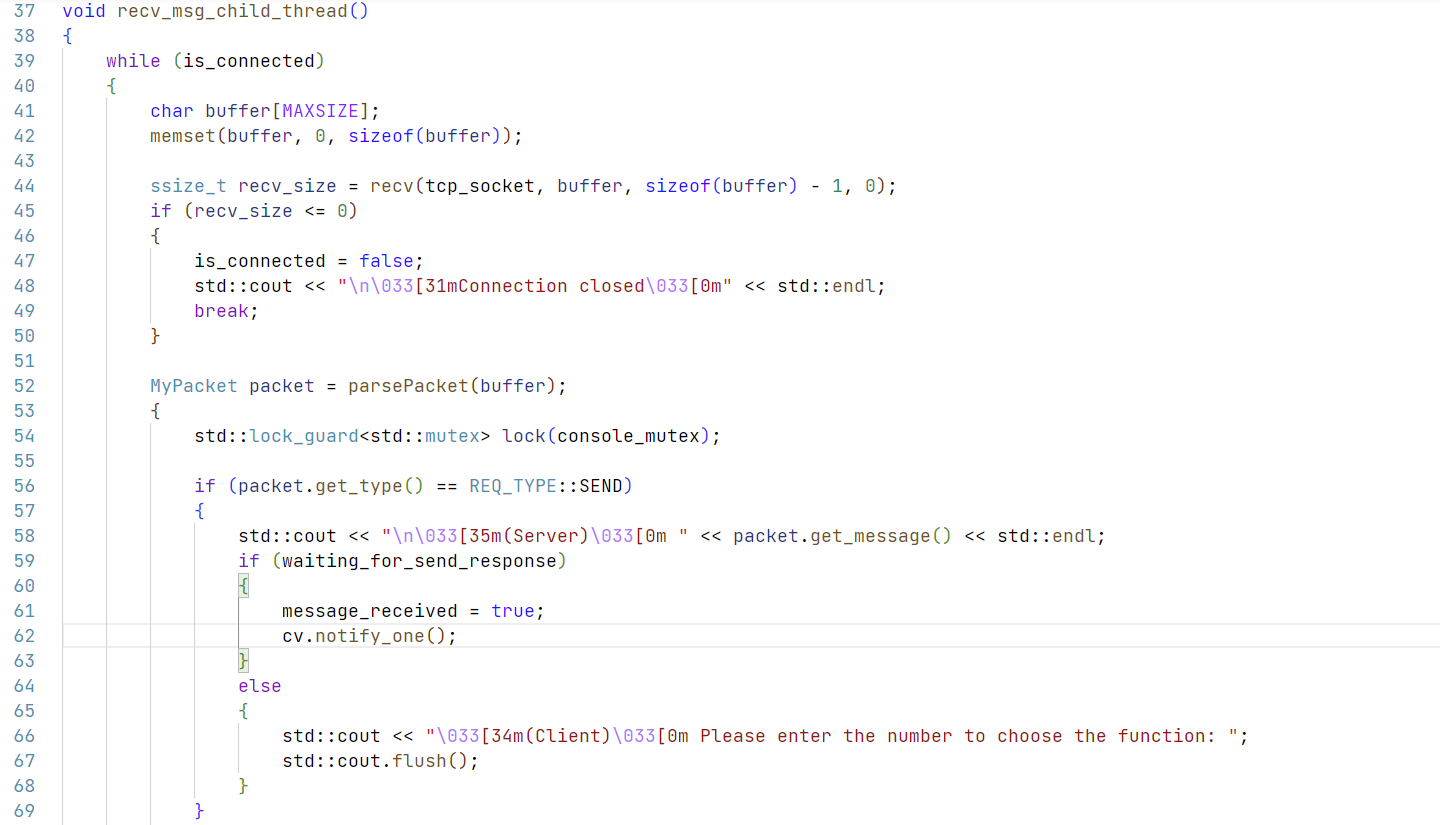 37 void recv_msg_child_thread()
38 {
39     while (is_connected)
40     {
41         char buffer[MAXSIZE];
42         memset(buffer, 0, sizeof(buffer));
43
44         ssize_t recv_size = recv(tcp_socket, buffer, sizeof(buffer) - 1, 0);
45         if (recv_size <= 0)
46         {
47             is_connected = false;
48             std::cout << "\n\033[31mConnection closed\033[0m" << std::endl;
49             break;
50         }
51
52         MyPacket packet = parsePacket(buffer);
53         {
54             std::lock_guard<std::mutex> lock(console_mutex);
55
56             if (packet.get_type() == REQ_TYPE::SEND)
57             {
58                 std::cout << "\n\033[35m(Server)\033[0m " << packet.get_message() << std::endl;
59                 if (waiting_for_send_response)
60                 {
61                     message_received = true;
62                     cv.notify_one();
63                 }
64                 else
65                 {
66                     std::cout << "\033[34m(Client)\033[0m Please enter the number to choose the function: ";
67                     std::cout.flush();
68                 }
69             }